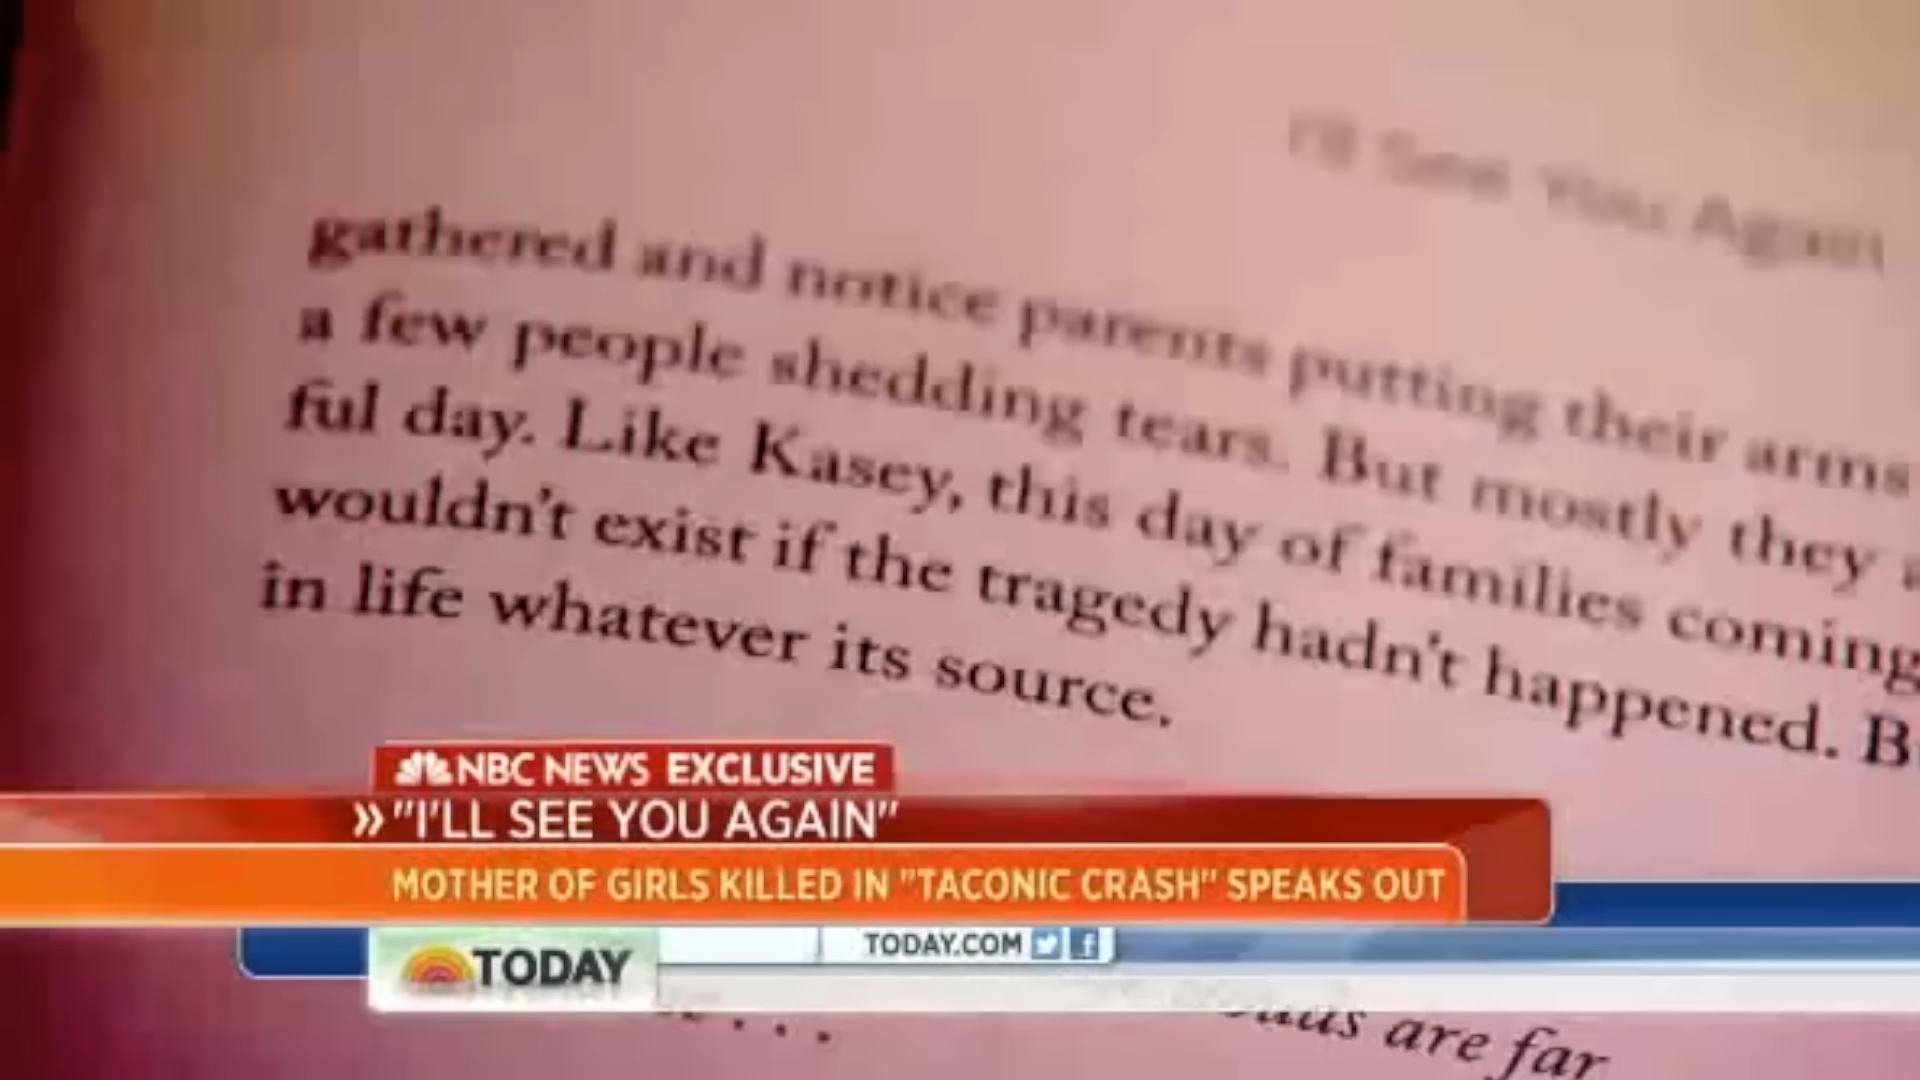 I'll See You Again
gathered and notice parents putting their arms
a few people shedding tears. But mostly they
ful day. Like Kasey, this day of families coming
wouldn't exist if the tragedy hadn't happened. B
in life whatever its source.
NBC NEWS EXCLUSIVE
» "I'LL SEE YOU AGAIN"
MOTHER OF GIRLS KILLED IN "TACONIC CRASH" SPEAKS OUT
TODAY.COM
TODAY
. . .
are far